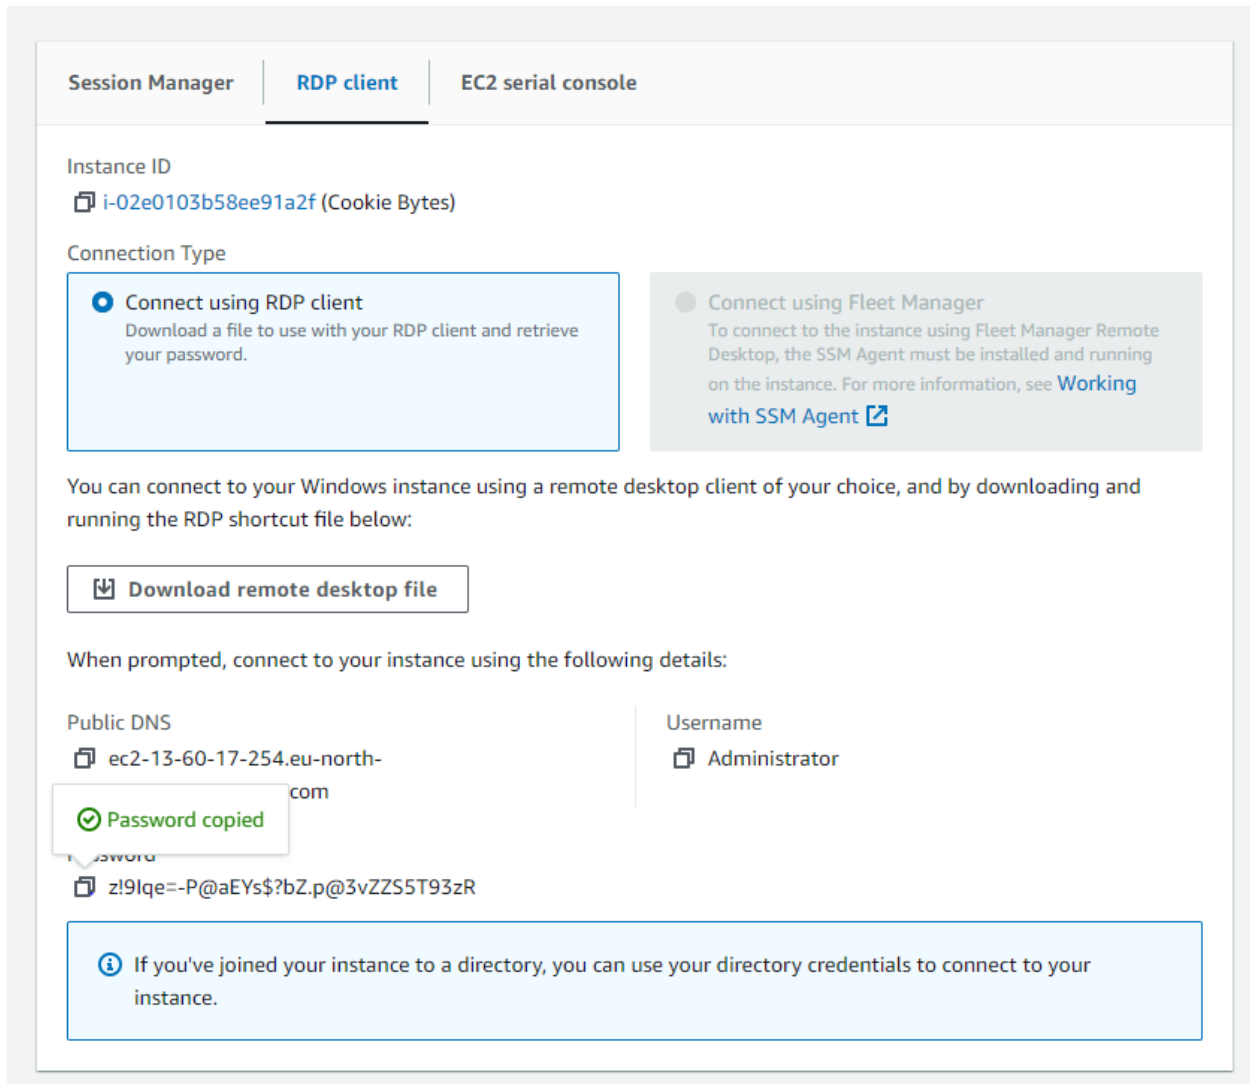 Session Manager
RDP client
EC2 serial console
Instance ID
i-02e0103b58ee91a2f (Cookie Bytes)
Connection Type
Connect using RDP client
Download a file to use with your RDP client and retrieve
your password.
Connect using Fleet Manager
To connect to the instance using Fleet Manager Remote
Desktop, the SSM Agent must be installed and running
on the instance. For more information, see Working
with SSM Agent
You can connect to your Windows instance using a remote desktop client of your choice, and by downloading and
running the RDP shortcut file below:
Download remote desktop file
When prompted, connect to your instance using the following details:
Public DNS
ec2-13-60-17-254.eu-north-
com
Username
Administrator
Password copied
Password
z!9Iqe=-P@aEYs$?bZ.p@3vZZS5T93zR
If you've joined your instance to a directory, you can use your directory credentials to connect to your
instance.